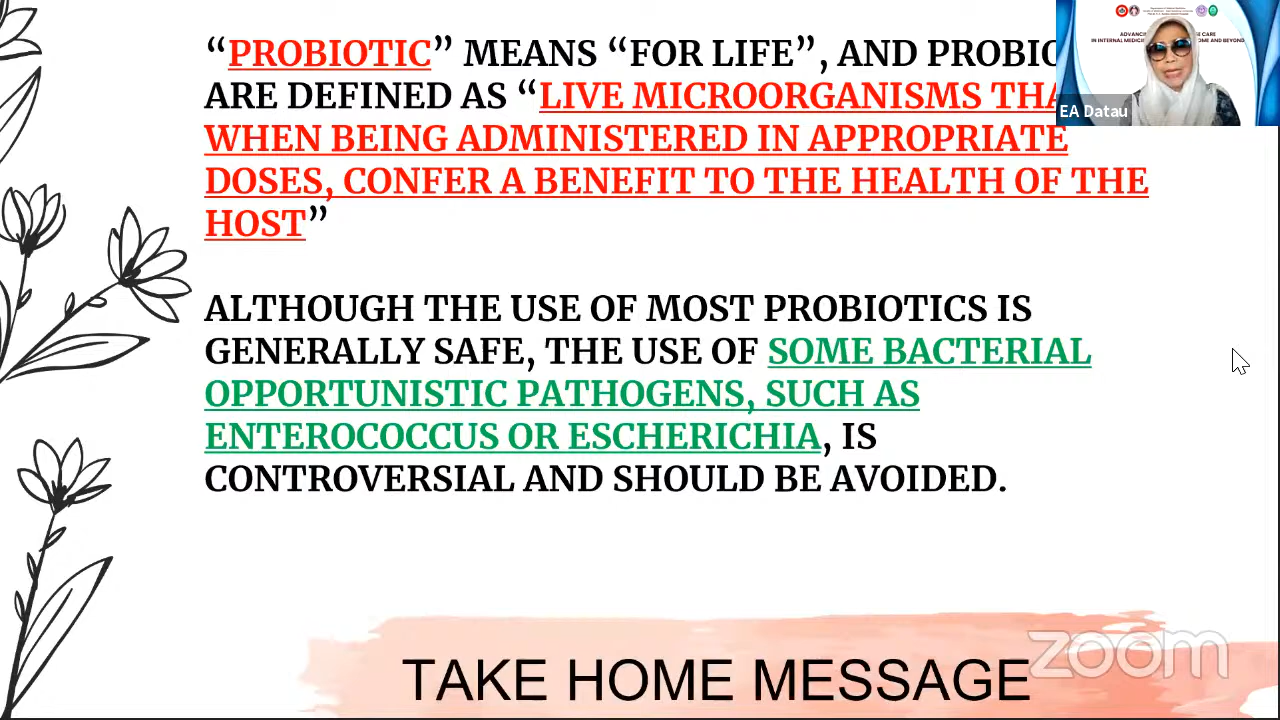 “PROBIOTIC” MEANS “FOR LIFE”, AND PROBIO
ARE DEFINED AS “LIVE MICROORGANISMS THA
WHEN BEING ADMINISTERED IN APPROPRIATE
DOSES, CONFER A BENEFIT TO THE HEALTH OF THE
HOST”
ALTHOUGH THE USE OF MOST PROBIOTICS IS
GENERALLY SAFE, THE USE OF SOME BACTERIAL
OPPORTUNISTIC PATHOGENS, SUCH AS
ENTEROCOCCUS OR ESCHERICHIA, IS
CONTROVERSIAL AND SHOULD BE AVOIDED.
TAKE HOME MESSAGE
zoom
EA Datau